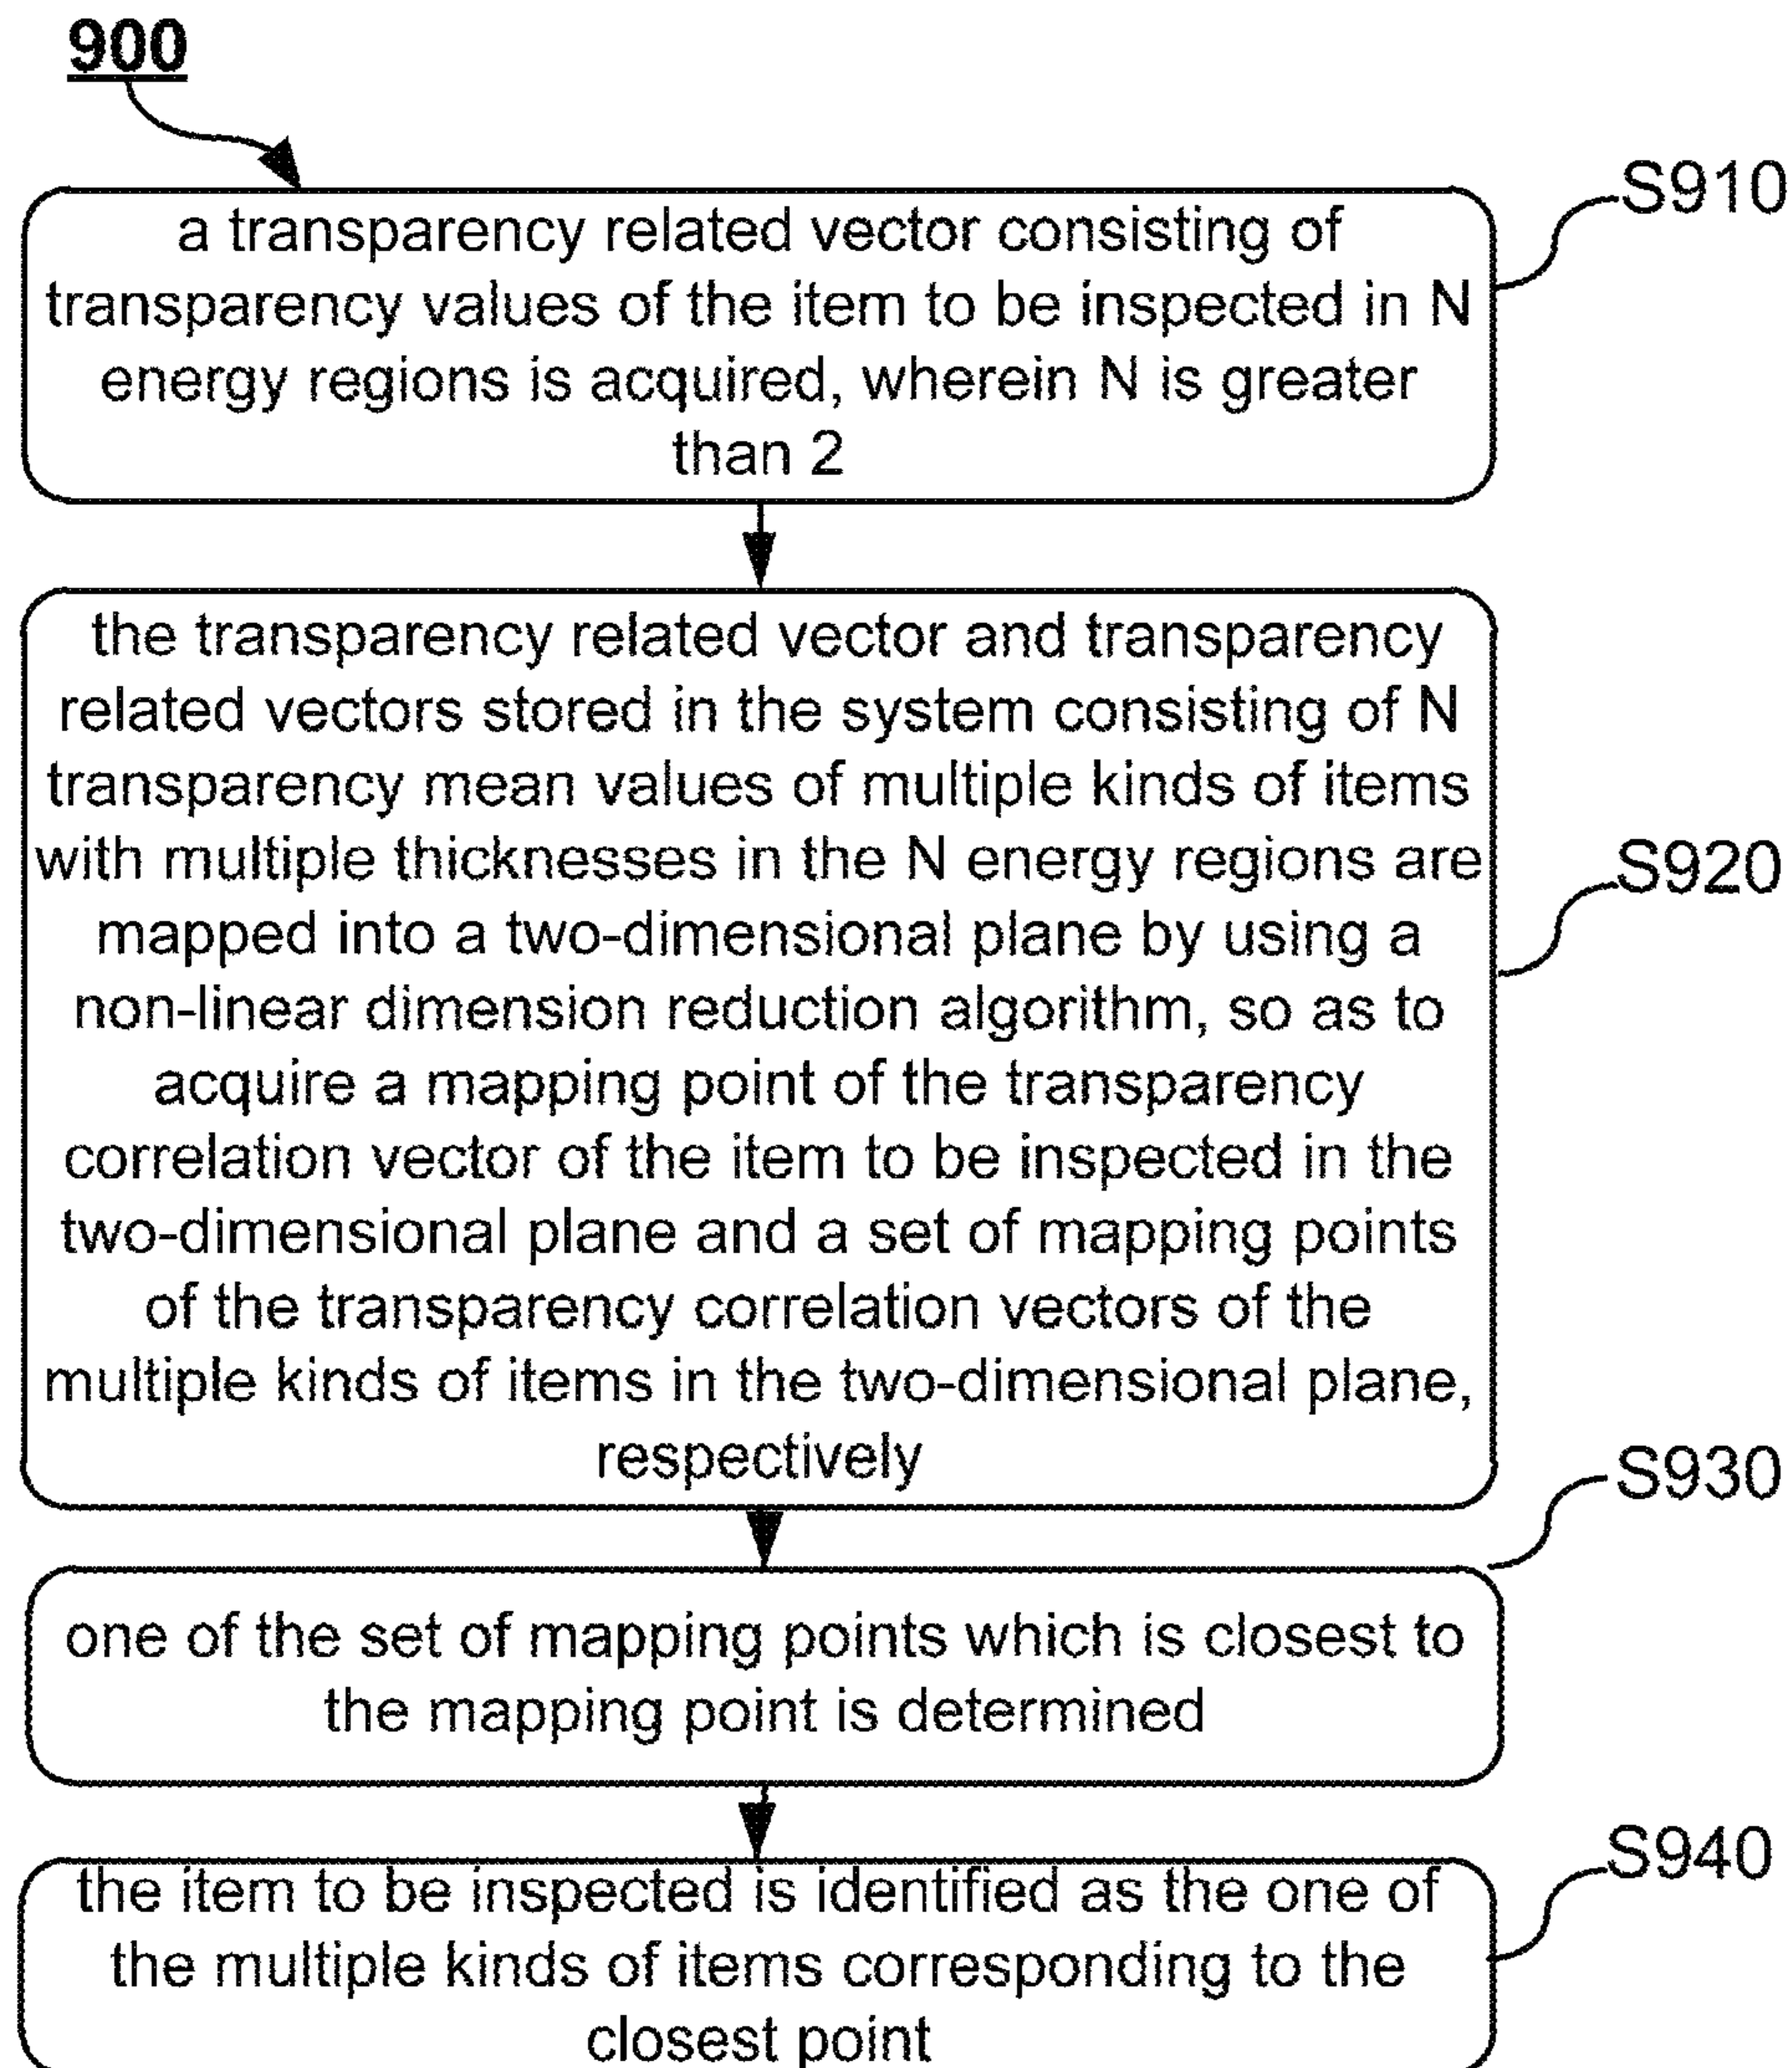 900
S910
a transparency related vector consisting of
transparency values of the item to be inspected in N
energy regions is acquired, wherein N is greater
than 2
the transparency related vector and transparency
related vectors stored in the system consisting of N
transparency mean values of multiple kinds of items
with multiple thicknesses in the N energy regions are
S920
mapped into a two-dimensional plane by using a
non-linear dimension reduction algorithm, so as to
acquire a mapping point of the transparency
correlation vector of the item to be inspected in the
two-dimensional plane and a set of mapping points
of the transparency correlation vectors of the
multiple kinds of items in the two-dimensional plane,
respectively
S930
one of the set of mapping points which is closest to
the mapping point is determined
S940
the item to be inspected is identified as the one of
the multiple kinds of items corresponding to the
closest point